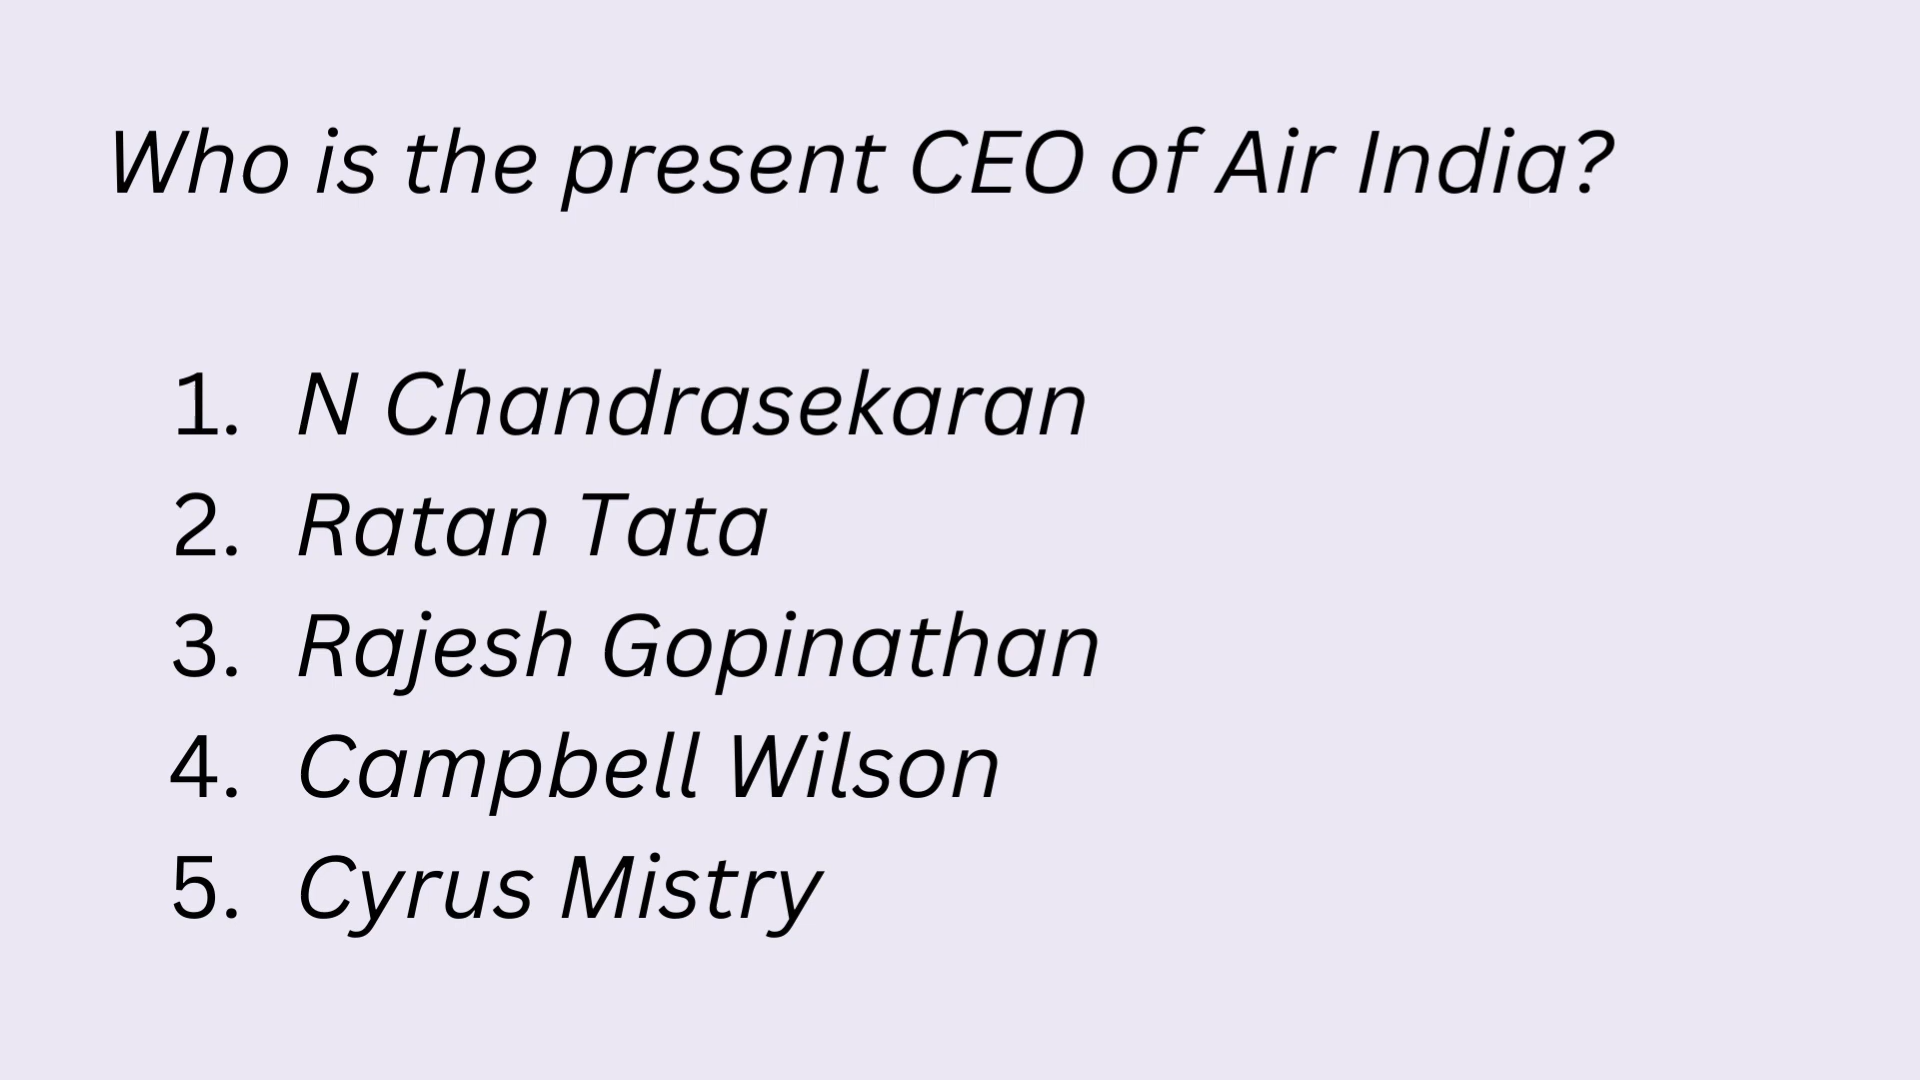 Who is the present CEO of Air India?
1. N Chandrasekaran
2. Ratan Tata
3. Rajesh Gopinathan
4. Campbell Wilson
5. Cyrus Mistry